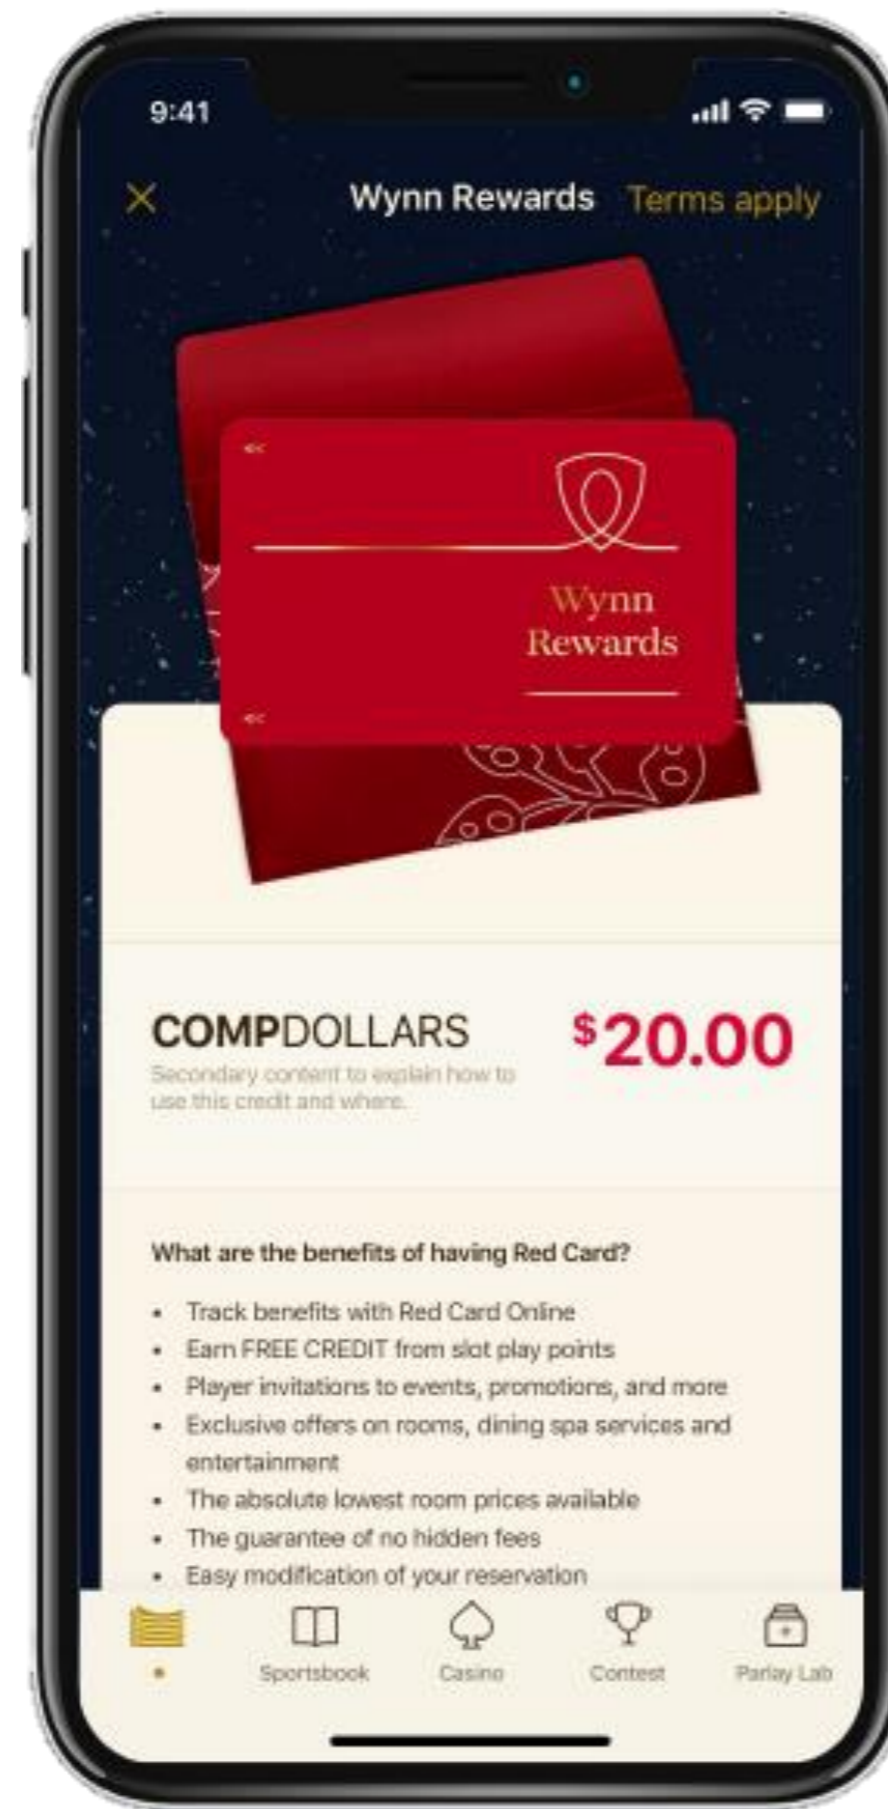 9:41
Wynn Rewards Terms apply
Wynn
Rewards
COMPDOLLARS
$20.00
Secondary content to explain how to
use this credit and where.
What are the benefits of having Red Card?
• Track benefits with Red Card Online
• Earn FREE CREDIT from slot play points
• Player invitations to events, promotions, and more
• Exclusive offers on rooms, dining spa services and
entertainment
• The absolute lowest room prices available
• The guarantee of no hidden fees
• Easy modification of your reservation
Sportsbook Casino Contest Parlay Lab